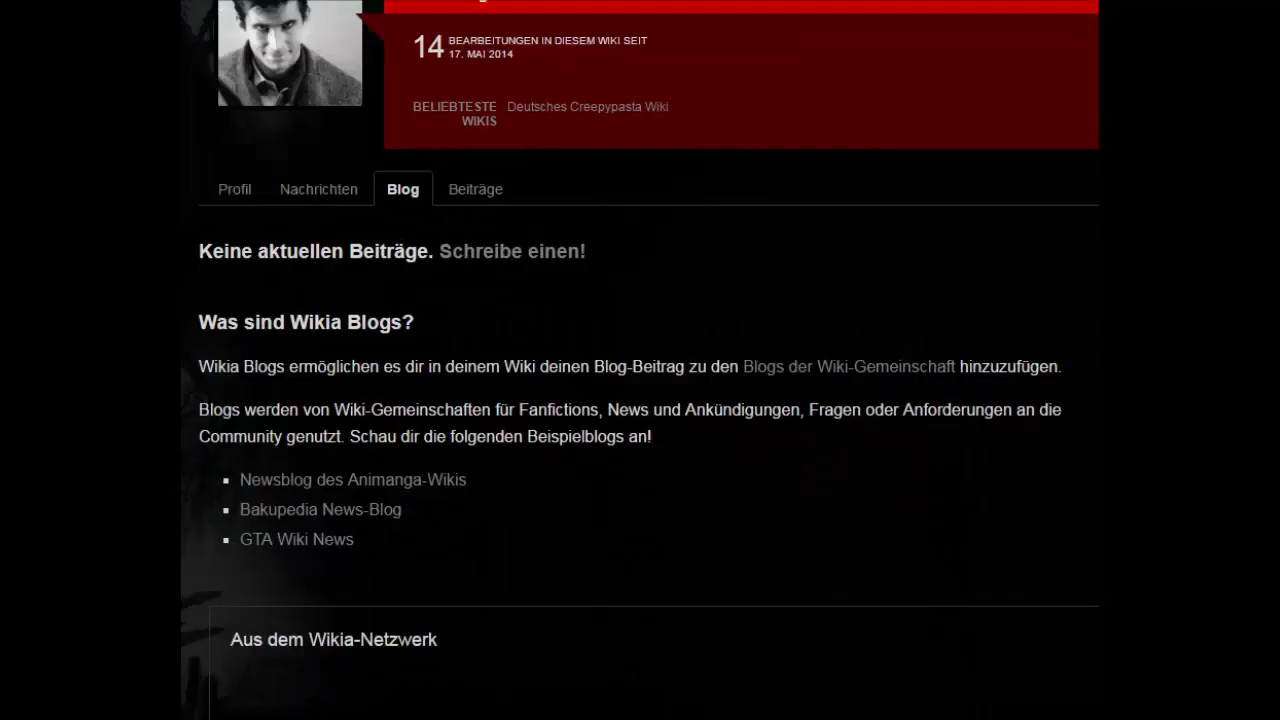 14 BEARBEITUNGEN IN DIESEM WIKI SEIT
17. MAI 2014
BELIEBTESTE WIKIS Deutsches Creepypasta Wiki
Profil Nachrichten Blog Beiträge
Keine aktuellen Beiträge. Schreibe einen!
Was sind Wikia Blogs?
Wikia Blogs ermöglichen es dir in deinem Wiki deinen Blog-Beitrag zu den Blogs der Wiki-Gemeinschaft hinzuzufügen.
Blogs werden von Wiki-Gemeinschaften für Fanfictions, News und Ankündigungen, Fragen oder Anforderungen an die
Community genutzt. Schau dir die folgenden Beispielblogs an!
Newsblog des Animanga-Wikis
Bakupedia News-Blog
GTA Wiki News
Aus dem Wikia-Netzwerk